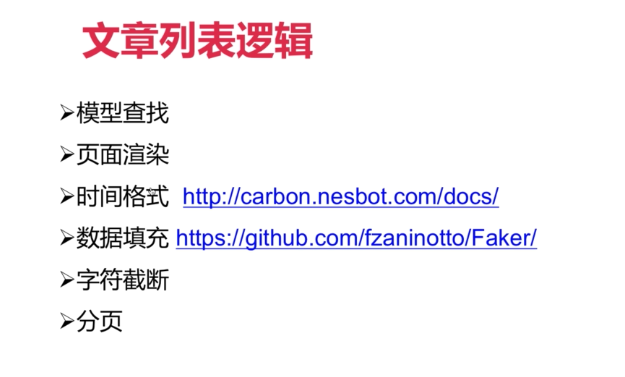 文章列表逻辑
➢模型查找
➢页面渲染
➢时间格式 http://carbon.nesbot.com/docs/
➢数据填充 https://github.com/fzaninotto/Faker/
➢字符截断
➢分页